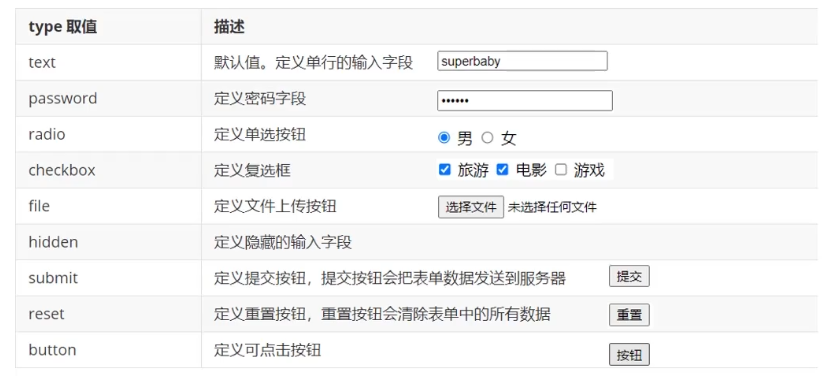 type 取值 描述
text 默认值。定义单行的输入字段 superbaby
password 定义密码字段 ••••••
radio 定义单选按钮 男 女
checkbox 定义复选框 旅游 电影 游戏
file 定义文件上传按钮 选择文件 未选择任何文件
hidden 定义隐藏的输入字段
submit 定义提交按钮，提交按钮会把表单数据发送到服务器 提交
reset 定义重置按钮，重置按钮会清除表单中的所有数据 重置
button 定义可点击按钮 按钮